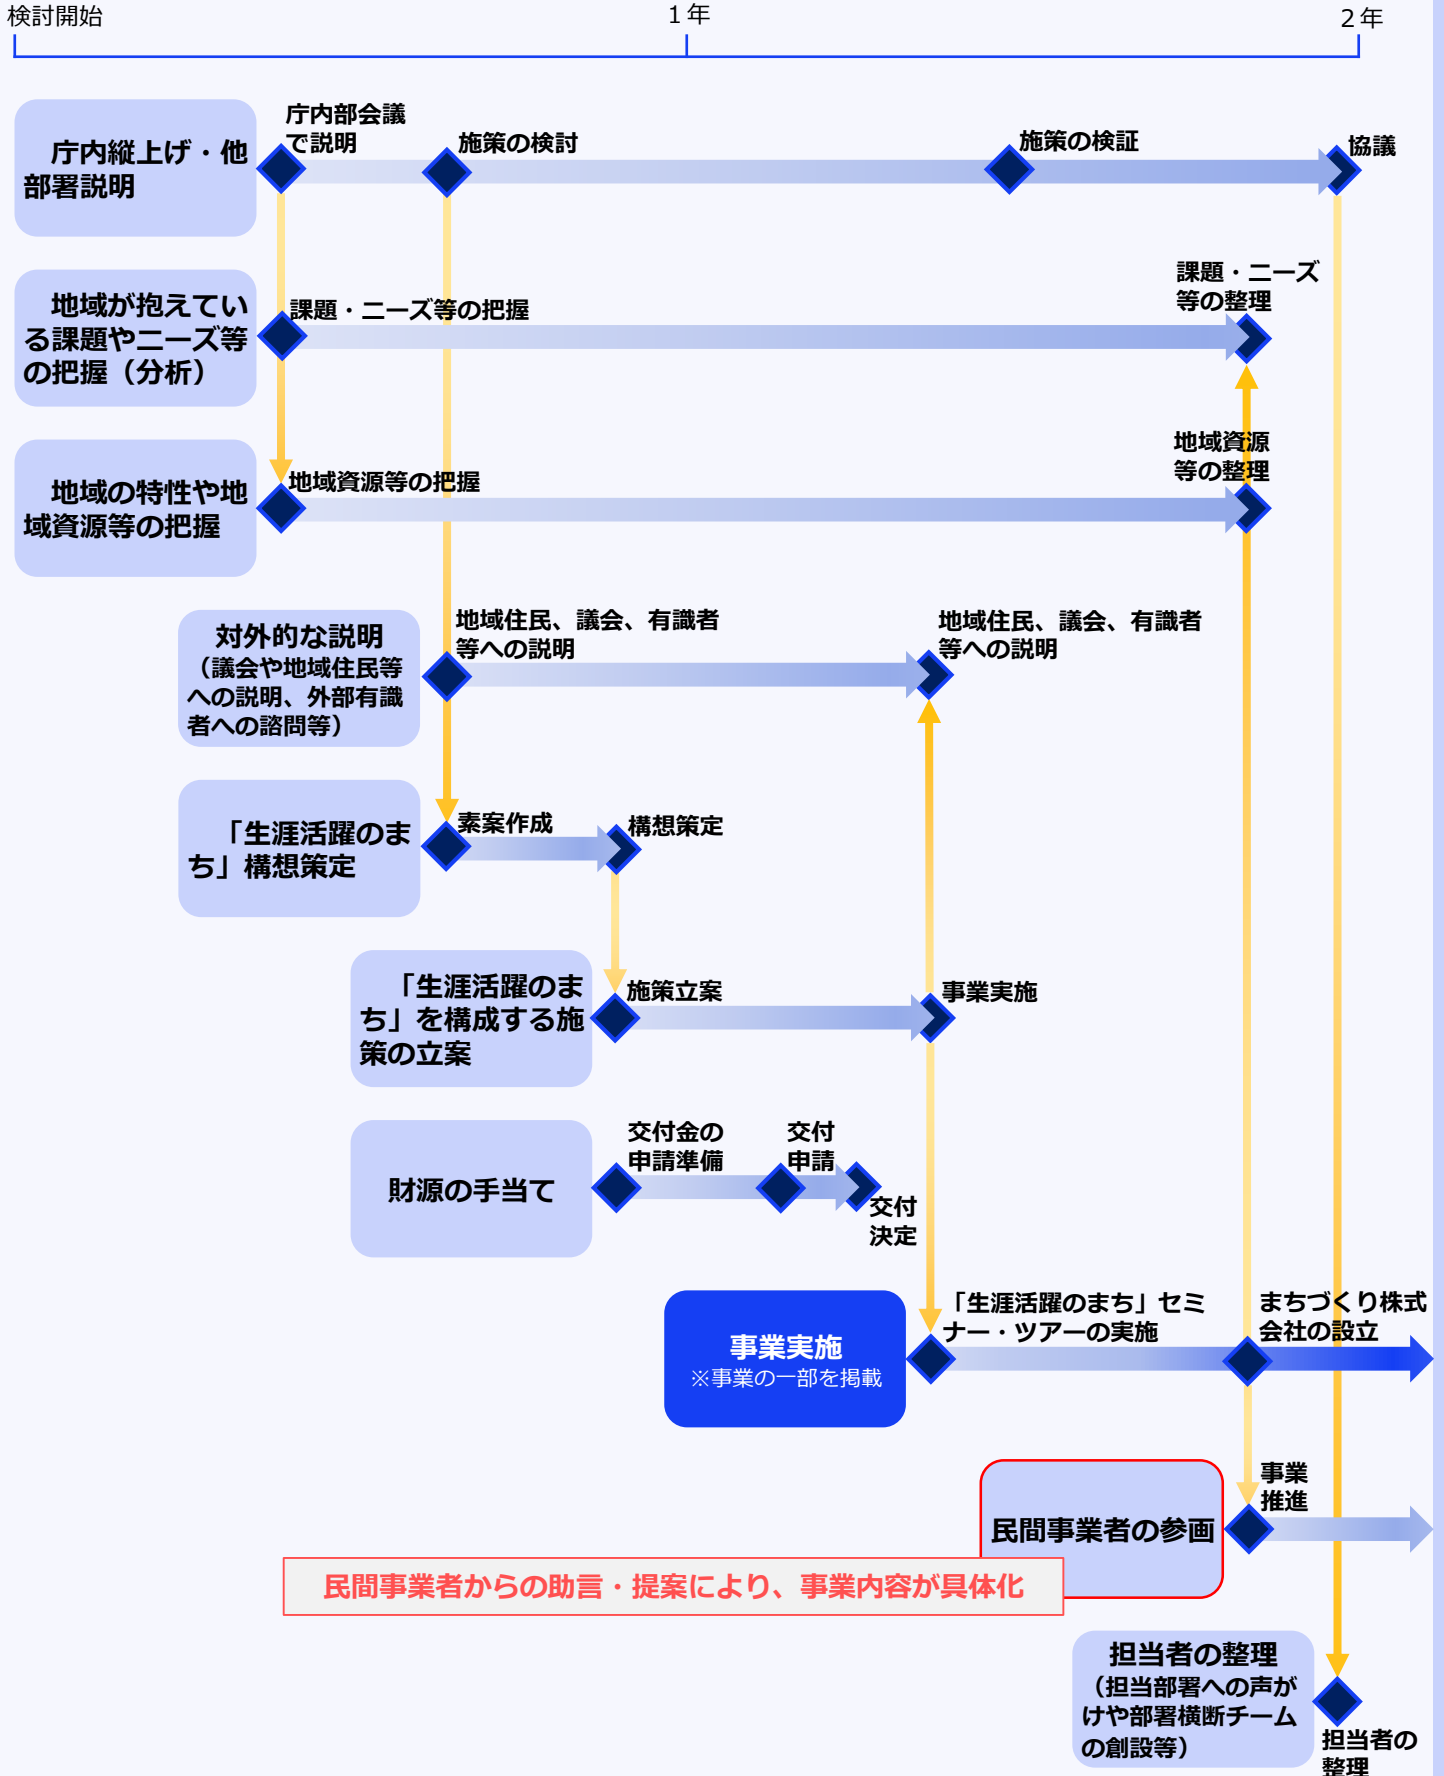 検討開始
１年
２年
庁内縦上げ・他
部署説明
庁内部会議
で説明
施策の検討
施策の検証
協議
地域が抱えてい
る課題やニーズ等
の把握（分析）
課題・ニーズ等の把握
課題・ニーズ
等の整理
地域の特性や地
域資源等の把握
地域資源等の把握
地域資源
等の整理
対外的な説明
（議会や地域住民等
への説明、外部有識
者への諮問等）
地域住民、議会、有識者
等への説明
地域住民、議会、有識者
等への説明
「生涯活躍のま
ち」構想策定
素案作成
構想策定
「生涯活躍のま
ち」を構成する施
策の立案
施策立案
事業実施
財源の手当て
交付金の
申請準備
交付
申請
交付
決定
事業実施
※事業の一部を掲載
「生涯活躍のまち」セミ
ナー・ツアーの実施
まちづくり株式
会社の設立
民間事業者の参画
事業
推進
民間事業者からの助言・提案により、事業内容が具体化
担当者の整理
（担当部署への声が
けや部署横断チーム
の創設等）
担当者の
整理